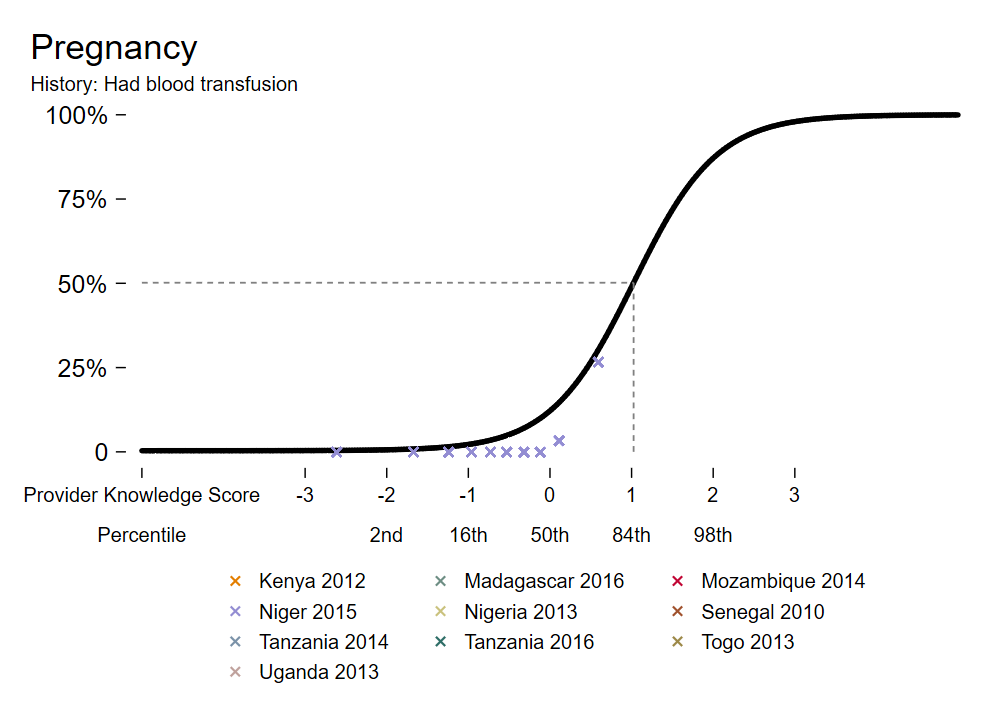 Pregnancy
History: Had blood transfusion
100%
75%
50%
25%
0
Provider Knowledge Score -3 -2 -1 0 1 2 3
Percentile 2nd 16th 50th 84th 98th
Kenya 2012 Madagascar 2016 Mozambique 2014
Niger 2015 Nigeria 2013 Senegal 2010
Tanzania 2014 Tanzania 2016 Togo 2013
Uganda 2013